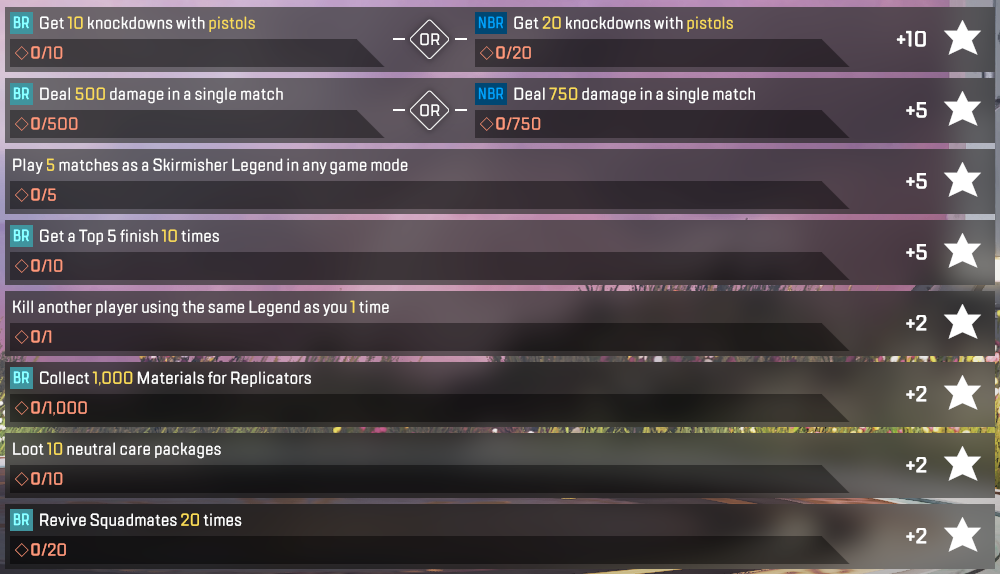 BR Get 10 knockdowns with pistols OR NBR Get 20 knockdowns with pistols +10
0/10 0/20
BR Deal 500 damage in a single match OR NBR Deal 750 damage in a single match +5
0/500 0/750
Play 5 matches as a Skirmisher Legend in any game mode +5
0/5
BR Get a Top 5 finish 10 times +5
0/10
Kill another player using the same Legend as you 1 time +2
0/1
BR Collect 1,000 Materials for Replicators +2
0/1,000
Loot 10 neutral care packages +2
0/10
BR Revive Squadmates 20 times +2
0/20